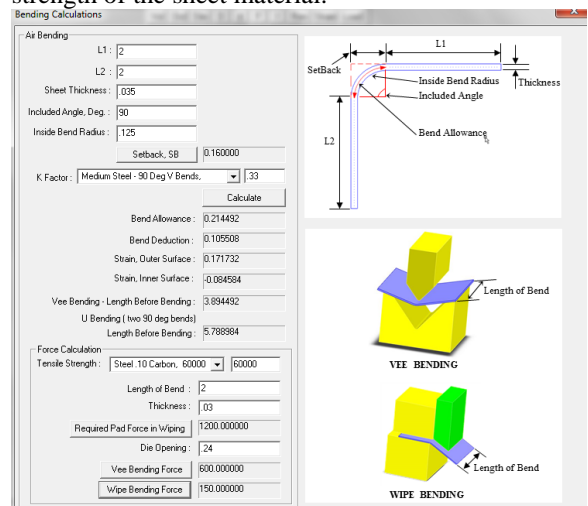 strength of the sheet material.
Bending Calculations
Air Bending
L1 : 2
L2 : 2
Sheet Thickness : .035
Included Angle, Deg. : 90
Inside Bend Radius : .125
Setback, SB 0.160000
K Factor : Medium Steel - 90 Deg V Bends, .33
Calculate
Bend Allowance : 0.214492
Bend Deduction : 0.105508
Strain, Outer Surface : 0.171732
Strain, Inner Surface : -0.084584
Vee Bending - Length Before Bending : 3.894492
U Bending ( two 90 deg bends)
Length Before Bending : 5.788984
Force Calculation
Tensile Strength : Steel .10 Carbon, 60000 60000
Length of Bend : 2
Thickness : .03
Required Pad Force in Wiping 1200.000000
Die Opening : .24
Vee Bending Force 600.000000
Wipe Bending Force 150.000000
L1
SetBack
Inside Bend Radius
Thickness
Included Angle
Bend Allowance
L2
Length of Bend
VEE BENDING
Length of Bend
WIPE BENDING